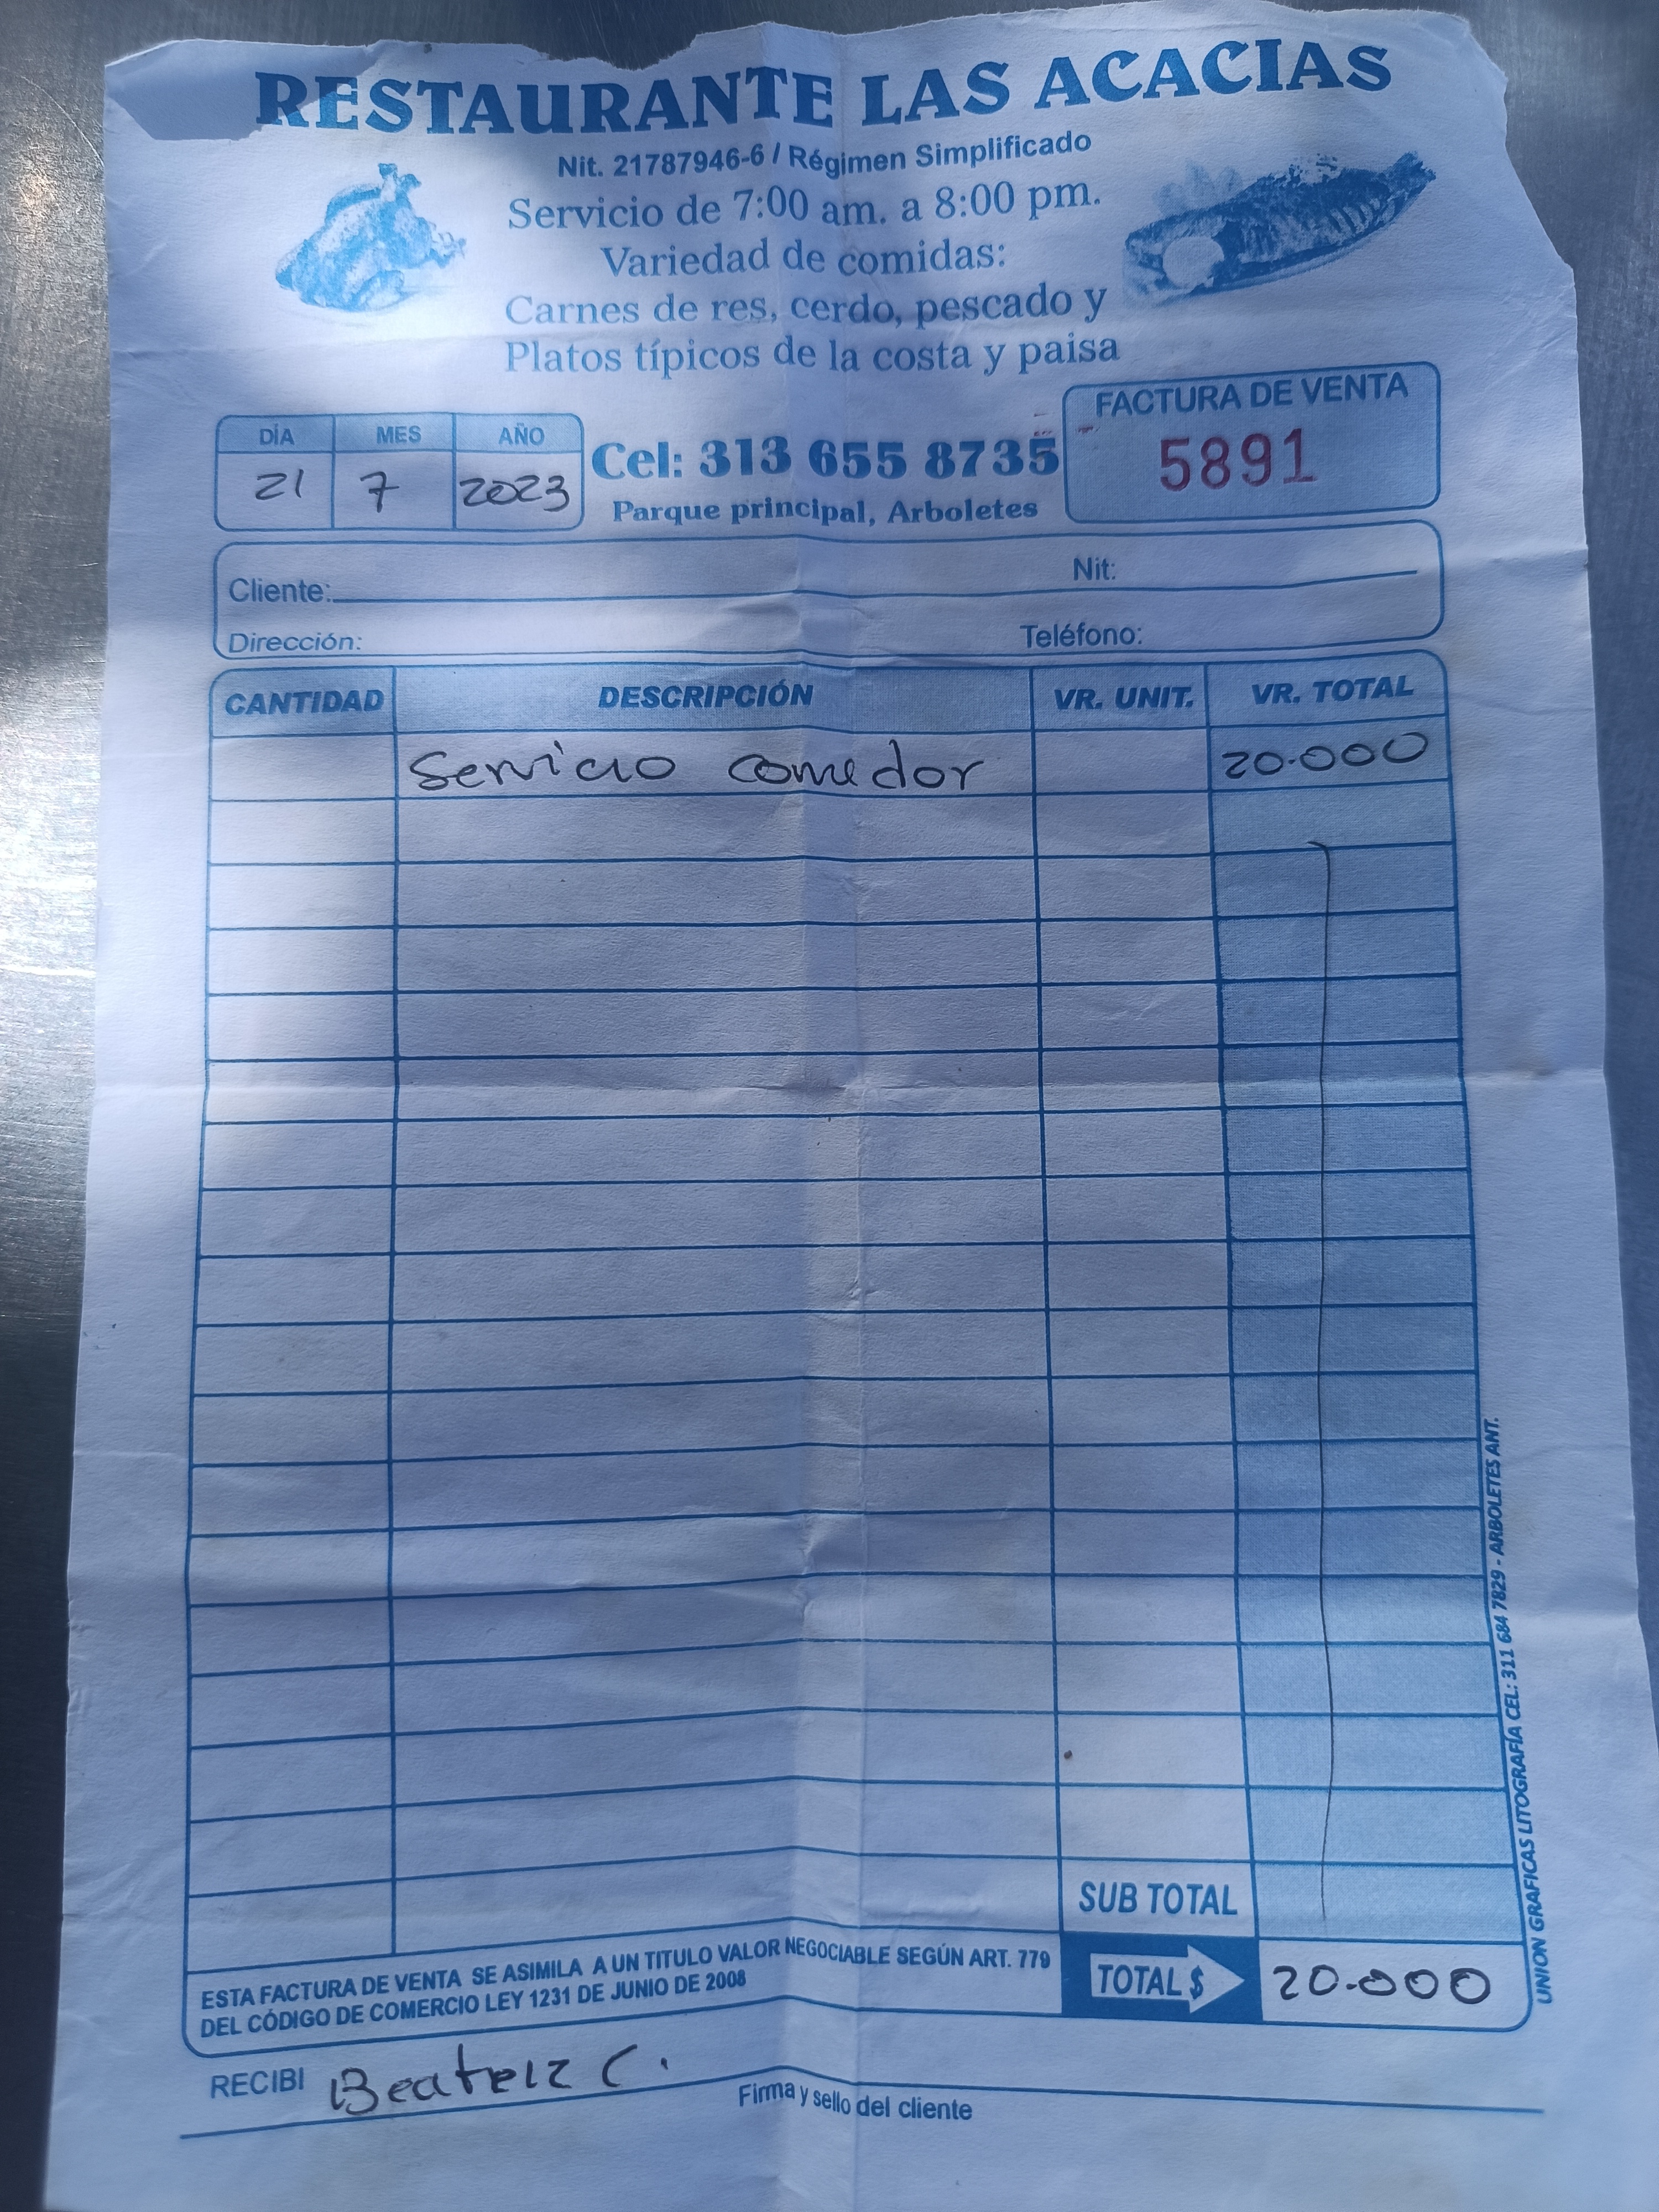 RESTAURANTE LAS ACACIAS
Nit. 21787946-6 / Régimen Simplificado
Servicio de 7:00 am. a 8:00 pm.
Variedad de comidas:
Carnes de res, cerdo, pescado y
Platos típicos de la costa y paisa
DÍA MES AÑO
21 7 2023
Cel: 313 655 8735
Parque principal, Arboletes
FACTURA DE VENTA
5891
Cliente: Nit:
Dirección: Teléfono:
CANTIDAD DESCRIPCIÓN VR. UNIT. VR. TOTAL
Servicio comedor 20.000
SUB TOTAL
ESTA FACTURA DE VENTA SE ASIMILA A UN TITULO VALOR NEGOCIABLE SEGÚN ART. 779
DEL CÓDIGO DE COMERCIO LEY 1231 DE JUNIO DE 2008
TOTAL $ 20.000
RECIBI Beatriz C.
Firma y sello del cliente
UNION GRAFICAS LITOGRAFÍA CEL: 311 684 7829 - ARBOLETES ANT.